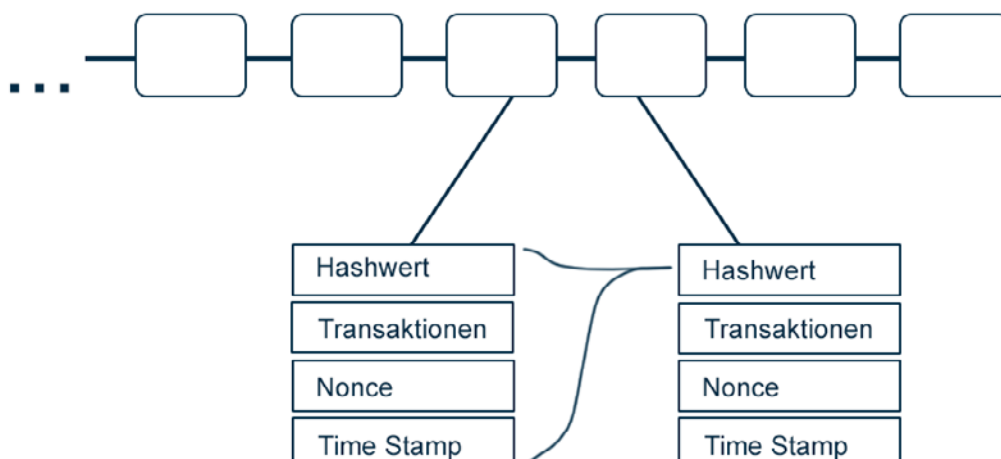 ...
Hashwert
Transaktionen
Nonce
Time Stamp
Hashwert
Transaktionen
Nonce
Time Stamp